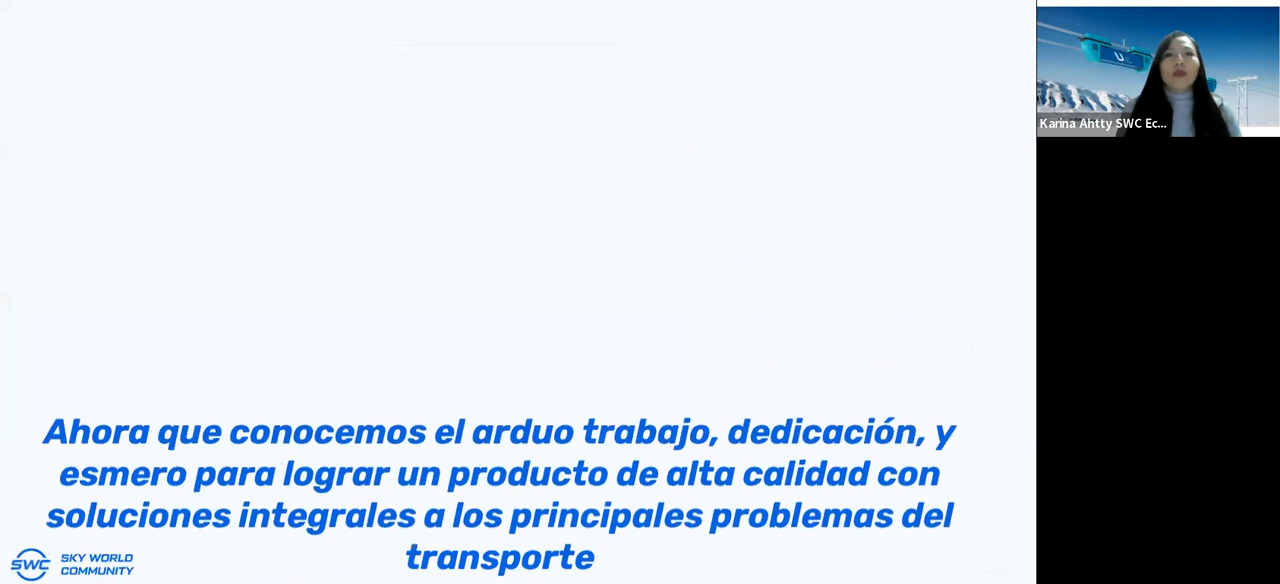 Karina Ahtty SWC Ec...
Ahora que conocemos el arduo trabajo, dedicación, y
esmero para lograr un producto de alta calidad con
soluciones integrales a los principales problemas del
transporte
SWC SKY WORLD
COMMUNITY